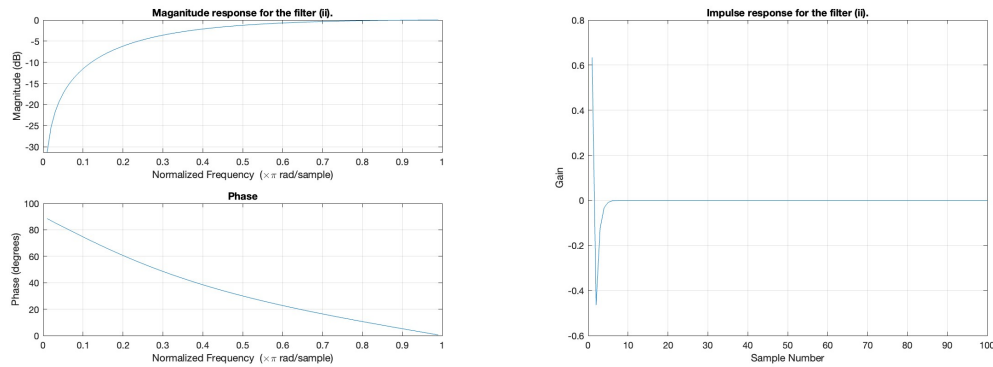 Maganitude response for the filter (ii).
0
-5
-10
-15
-20
-25
-30
Magnitude (dB)
0 0.1 0.2 0.3 0.4 0.5 0.6 0.7 0.8 0.9 1
Normalized Frequency (×π rad/sample)
Phase
100
80
60
40
20
0
Phase (degrees)
0 0.1 0.2 0.3 0.4 0.5 0.6 0.7 0.8 0.9 1
Normalized Frequency (×π rad/sample)
Impulse response for the filter (ii).
0.8
0.6
0.4
0.2
0
-0.2
-0.4
-0.6
Gain
0 10 20 30 40 50 60 70 80 90 100
Sample Number